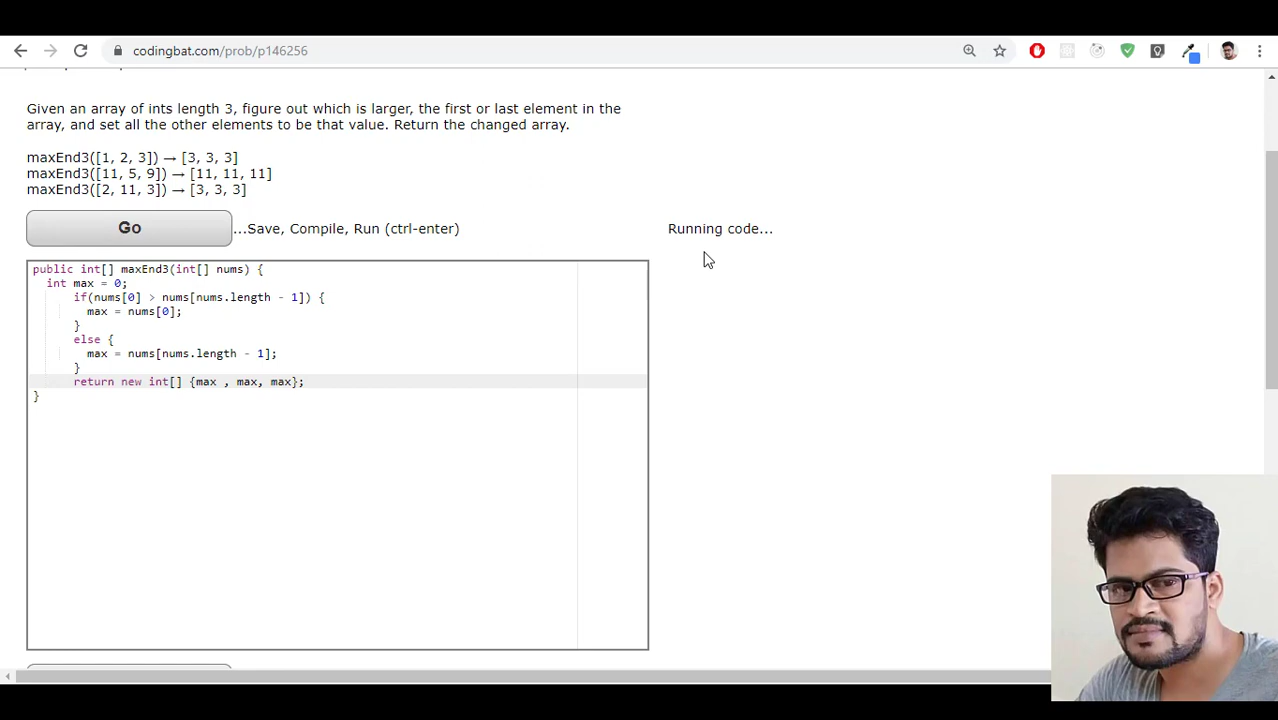 codingbat.com/prob/p146256
Given an array of ints length 3, figure out which is larger, the first or last element in the
array, and set all the other elements to be that value. Return the changed array.
maxEnd3([1, 2, 3]) → [3, 3, 3]
maxEnd3([11, 5, 9]) → [11, 11, 11]
maxEnd3([2, 11, 3]) → [3, 3, 3]
Go
...Save, Compile, Run (ctrl-enter)
Running code...
public int[] maxEnd3(int[] nums) {
int max = 0;
if(nums[0] > nums[nums.length - 1]) {
max = nums[0];
}
else {
max = nums[nums.length - 1];
}
return new int[] {max , max, max};
}